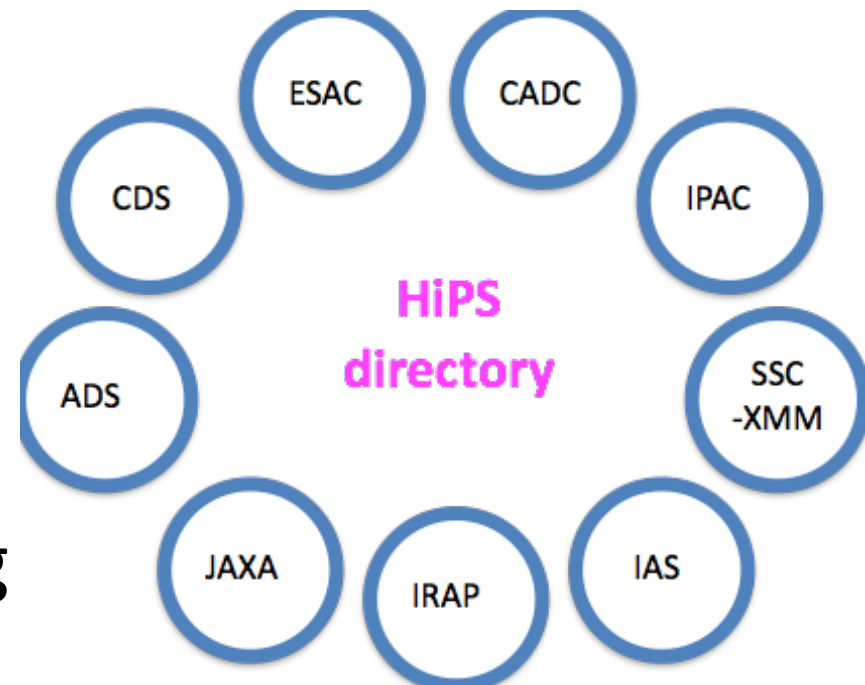 ESAC
CADC
CDS
IPAC
HiPS
directory
ADS
SSC
-XMM
g
JAXA
IRAP
IAS